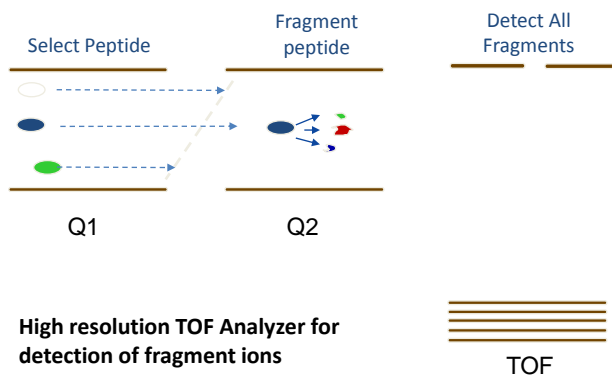 Select Peptide
Fragment
peptide
Detect All
Fragments
Q1
Q2
High resolution TOF Analyzer for
detection of fragment ions
TOF